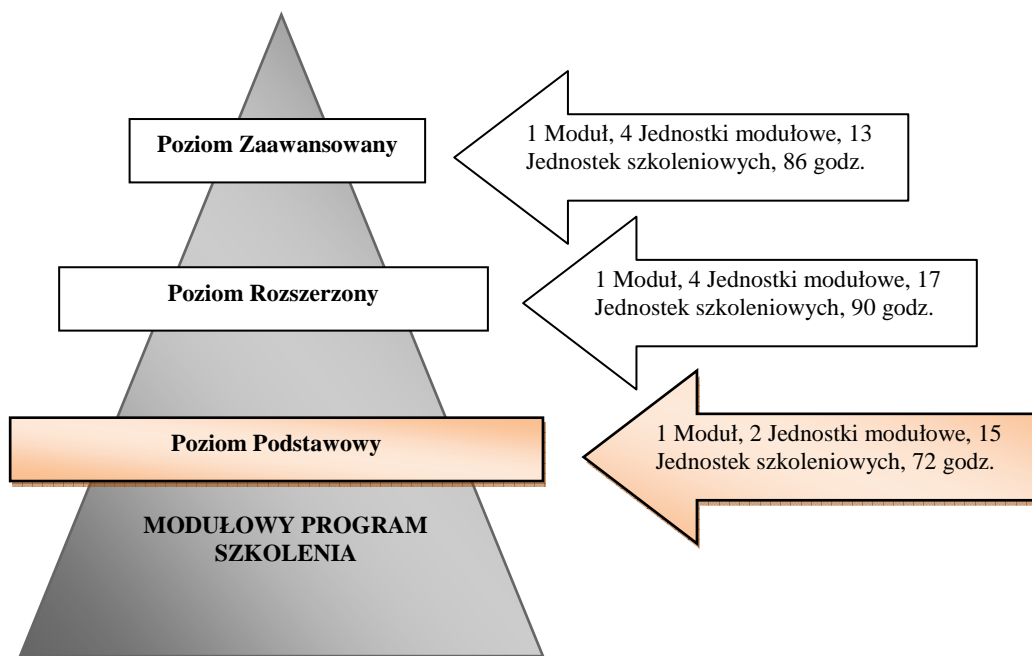 Poziom Zaawansowany
1 Moduł, 4 Jednostki modułowe, 13
Jednostek szkoleniowych, 86 godz.
Poziom Rozszerzony
1 Moduł, 4 Jednostki modułowe, 17
Jednostek szkoleniowych, 90 godz.
Poziom Podstawowy
1 Moduł, 2 Jednostki modułowe, 15
Jednostek szkoleniowych, 72 godz.
MODUŁOWY PROGRAM
SZKOLENIA